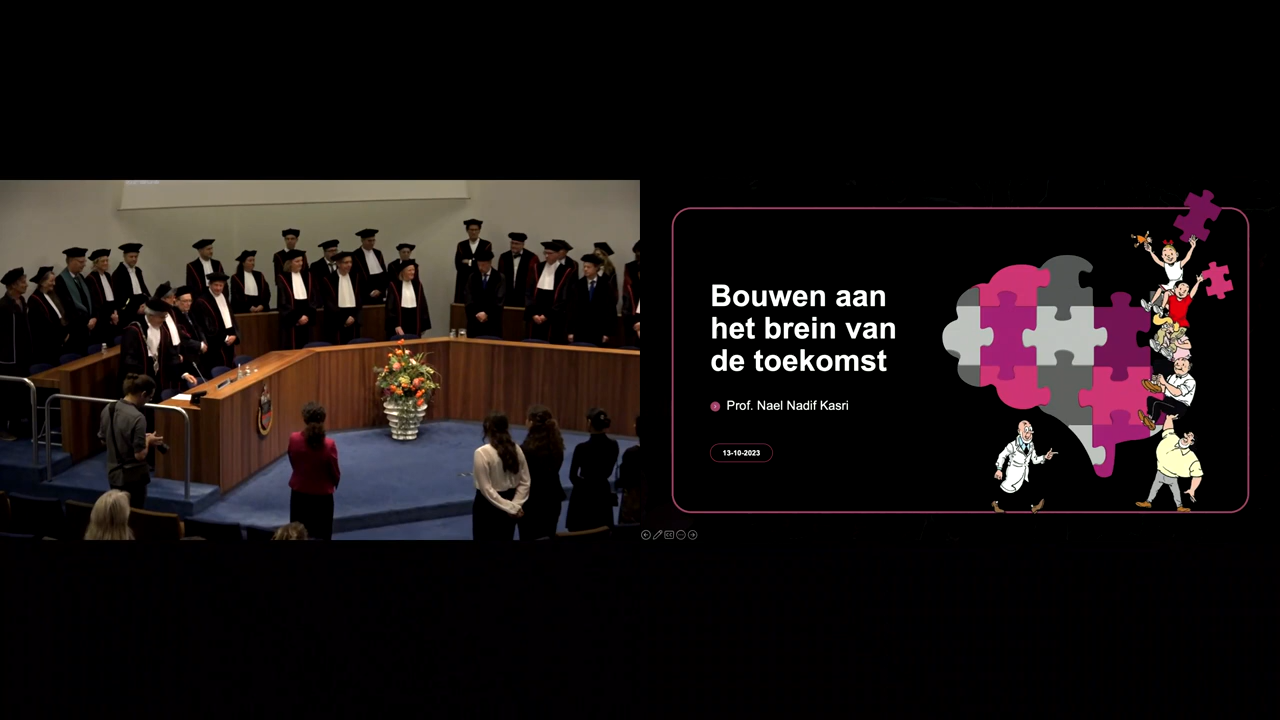 Bouwen aan
het brein van
de toekomst
Prof. Nael Nadif Kasri
13-10-2023